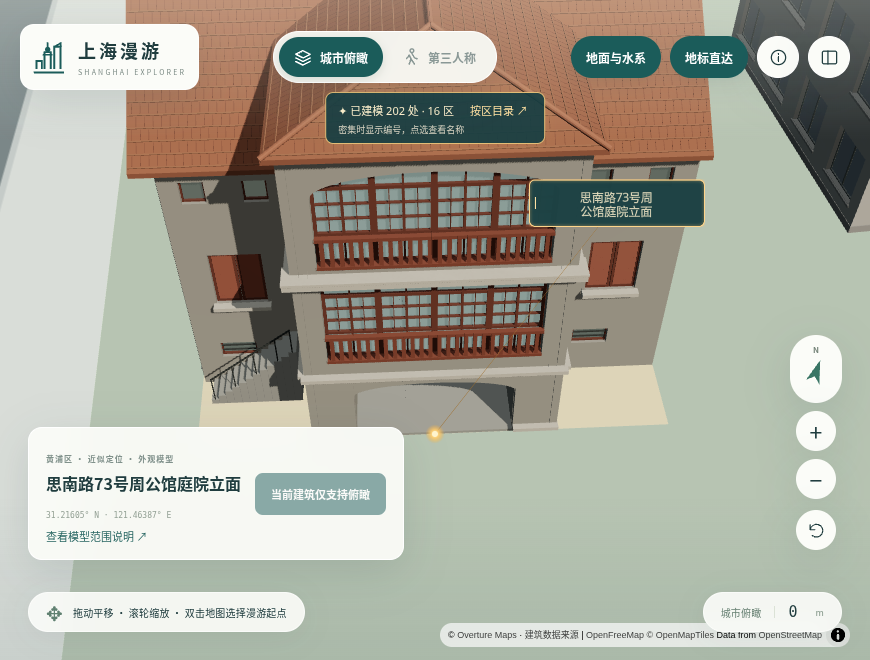 上海漫游
SHANGHAI EXPLORER
城市俯瞰
第三人称
地面与水系
地标直达
✦ 已建模 202 处 · 16 区 按区目录 ↗
密集时显示编号，点选查看名称
思南路73号周
公馆庭院立面
N
+
−
黄浦区 · 近似定位 · 外观模型
思南路73号周公馆庭院立面
当前建筑仅支持俯瞰
31.21605° N · 121.46387° E
查看模型范围说明 ↗
拖动平移 · 滚轮缩放 · 双击地图选择漫游起点
城市俯瞰 0 m
© Overture Maps · 建筑数据来源 | OpenFreeMap © OpenMapTiles Data from OpenStreetMap